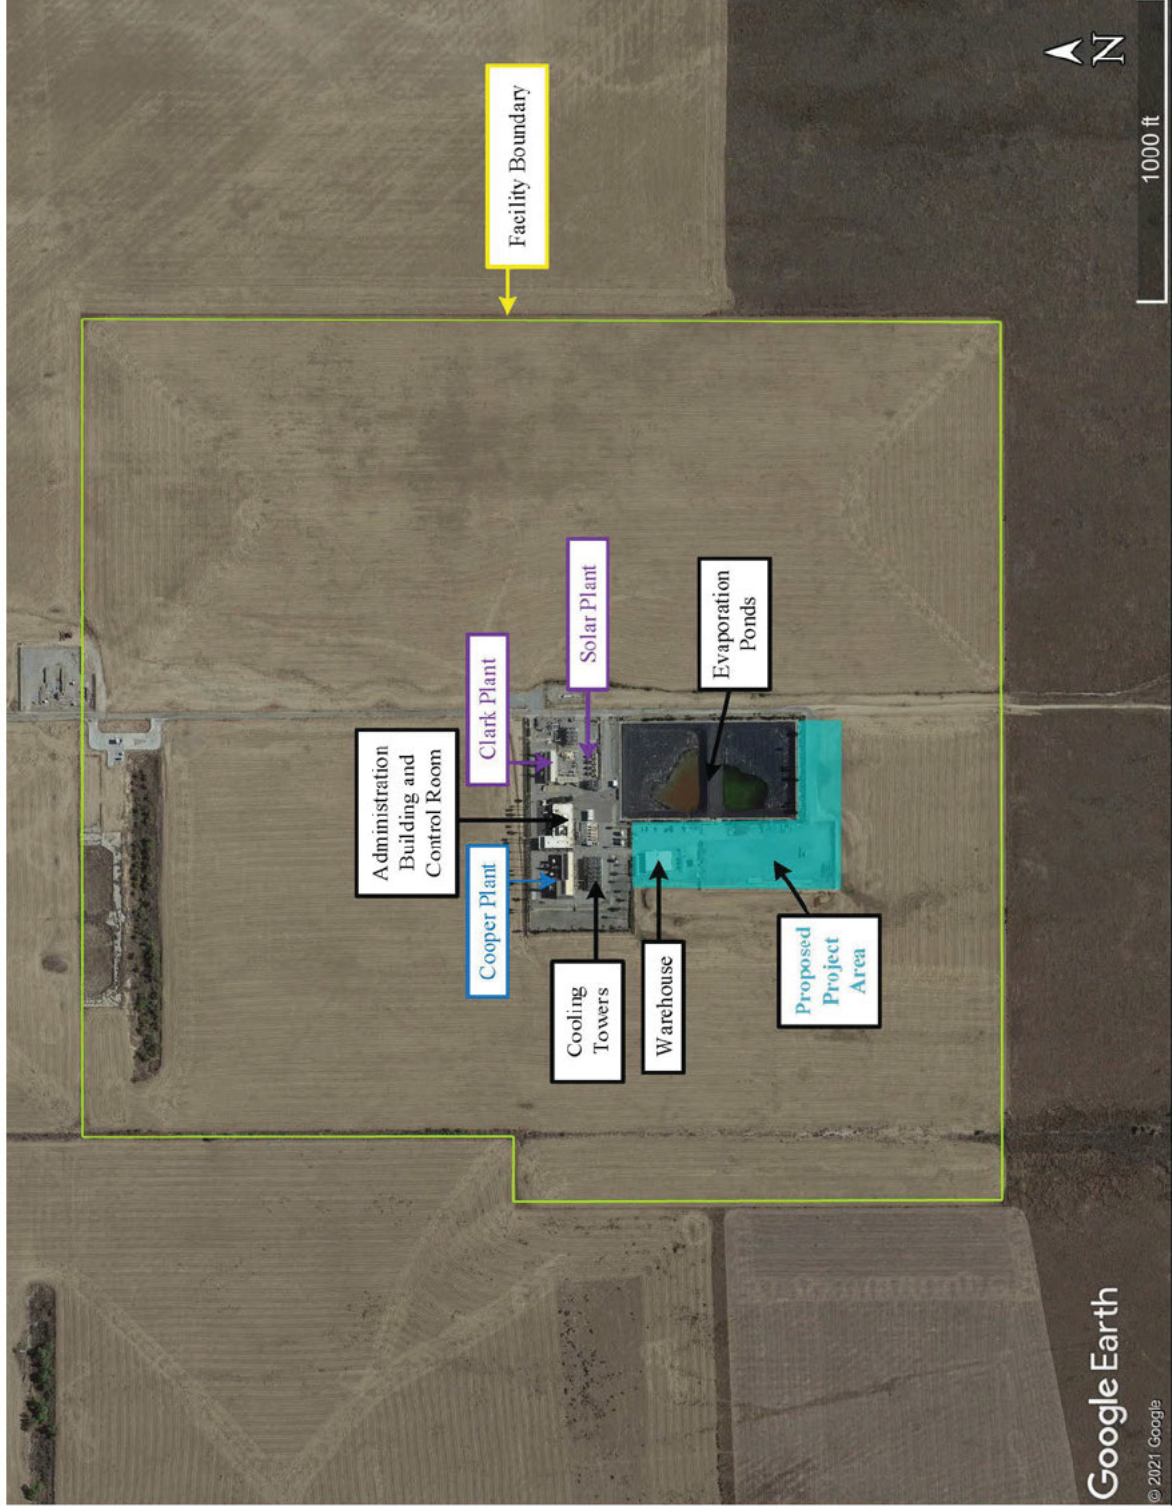 Facility Boundary
N
1000 ft
Clark Plant
Solar Plant
Administration
Building and
Control Room
Evaporation
Ponds
Cooper Plant
Cooling
Towers
Warehouse
Proposed
Project
Area
Google Earth
© 2021 Google